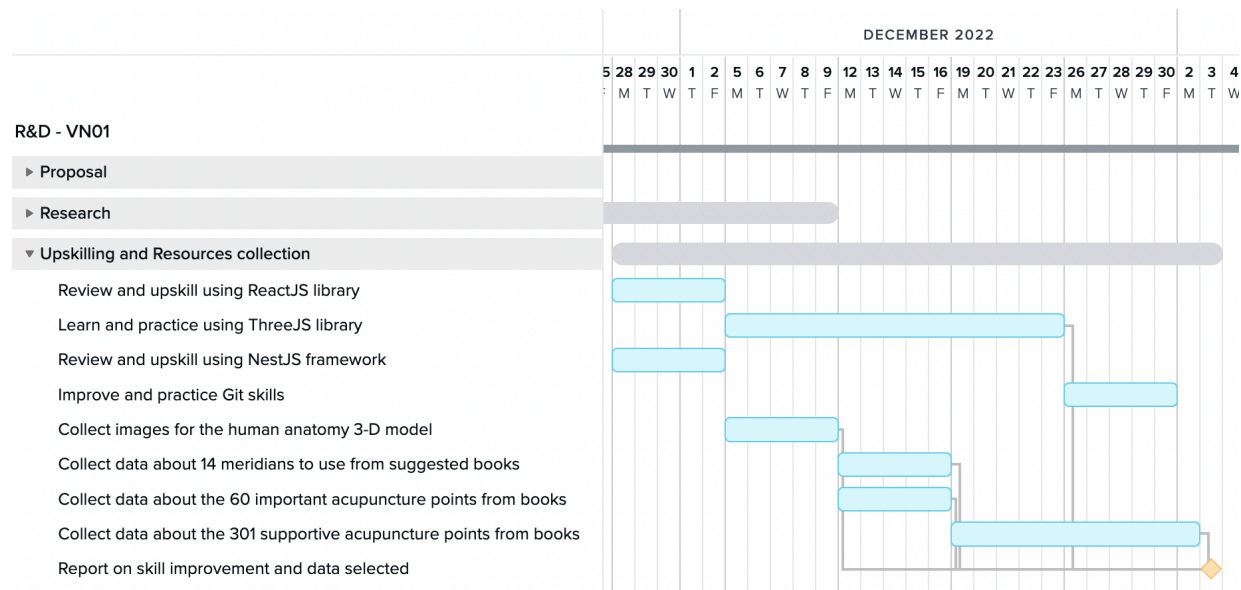 DECEMBER 2022
5 28 29 30 1 2 5 6 7 8 9 12 13 14 15 16 19 20 21 22 23 26 27 28 29 30 2 3 4
F M T W T F M T W T F M T W T F M T W T F M T W T F M T W
R&D - VN01
Proposal
Research
Upskilling and Resources collection
Review and upskill using ReactJS library
Learn and practice using ThreeJS library
Review and upskill using NestJS framework
Improve and practice Git skills
Collect images for the human anatomy 3-D model
Collect data about 14 meridians to use from suggested books
Collect data about the 60 important acupuncture points from books
Collect data about the 301 supportive acupuncture points from books
Report on skill improvement and data selected